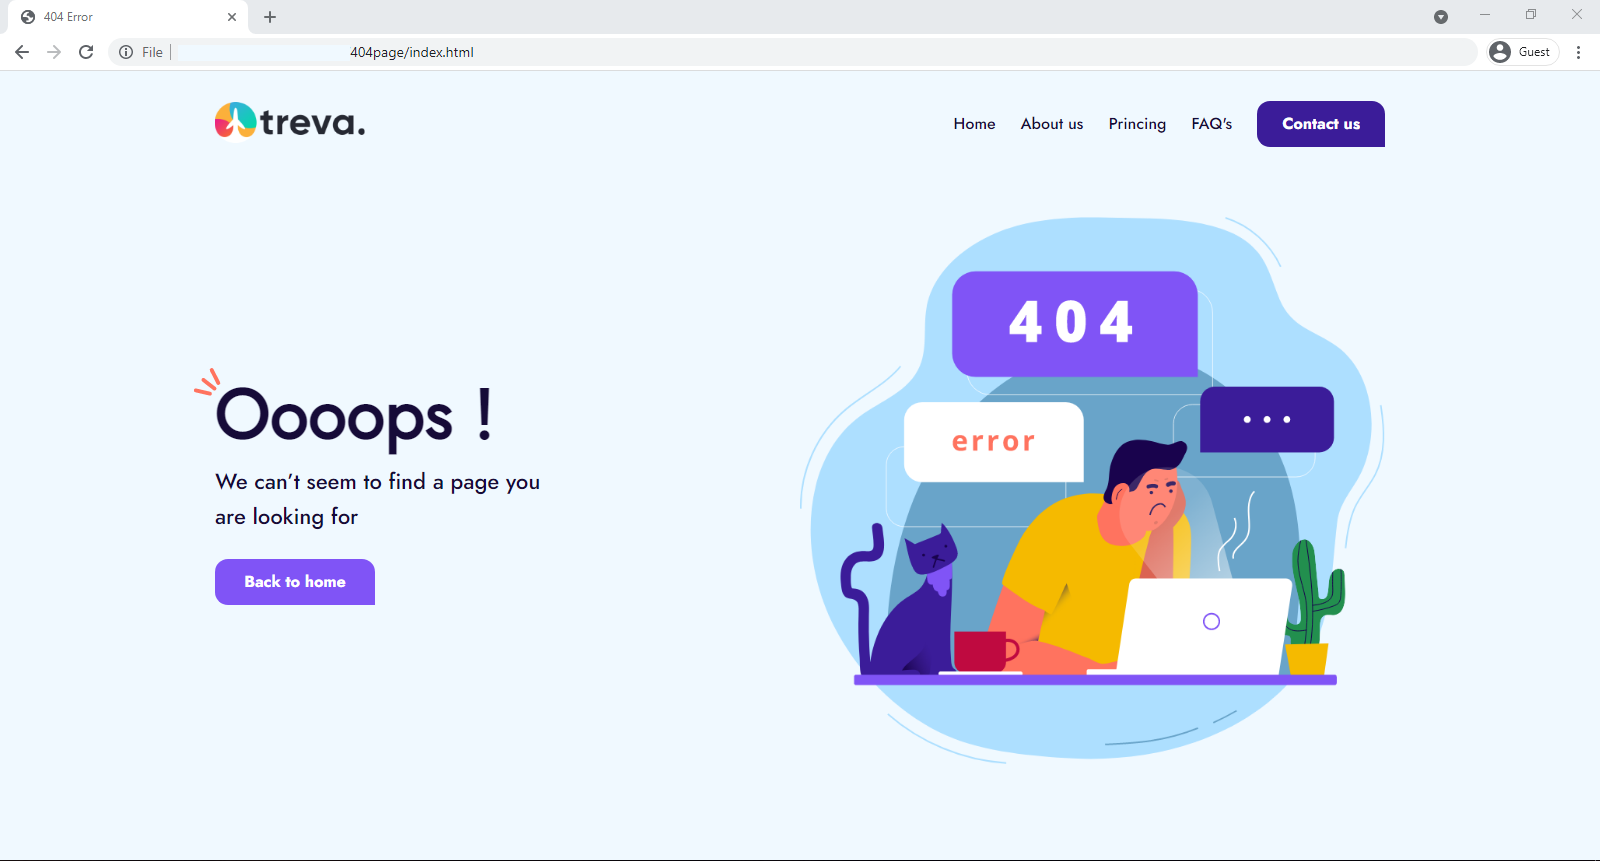 404 Error
File
404page/index.html
Guest
treva.
Home
About us
Princing
FAQ's
Contact us
404
error
Oooops !
We can’t seem to find a page you
are looking for
Back to home